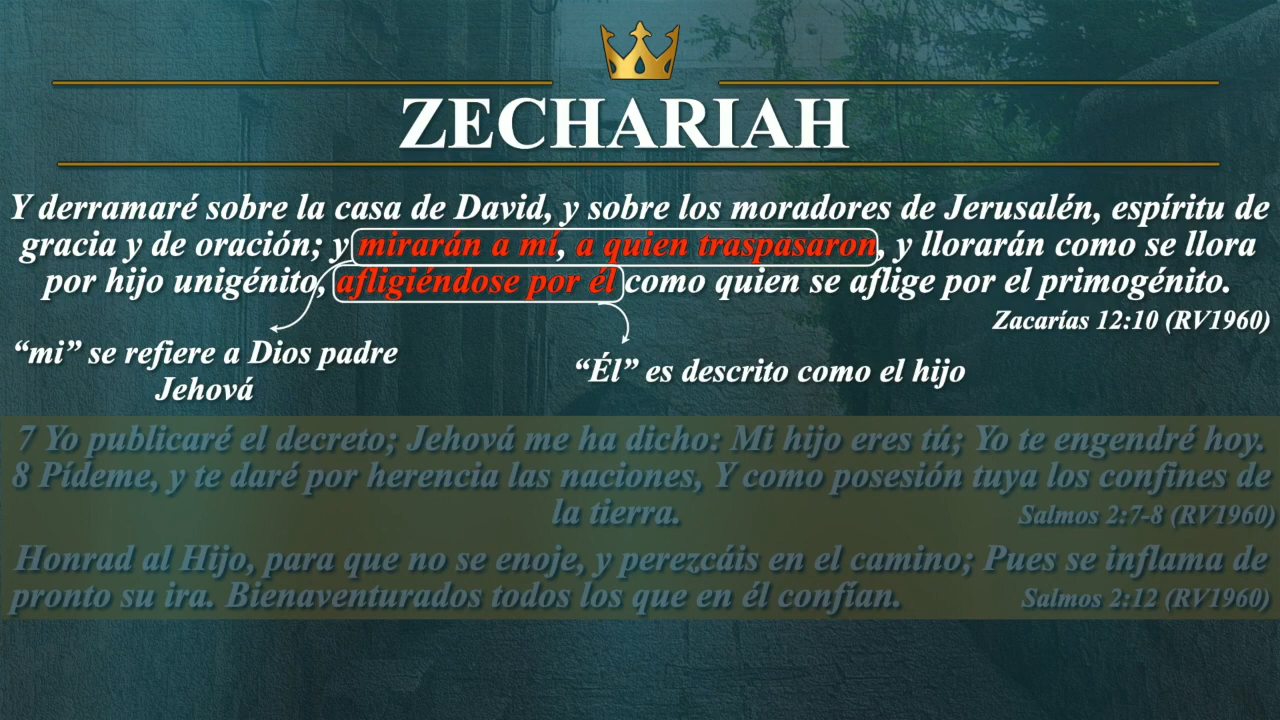 ZECHARIAH
Y derramaré sobre la casa de David, y sobre los moradores de Jerusalén, espíritu de
gracia y de oración; y mirarán a mí, a quien traspasaron, y llorarán como se llora
por hijo unigénito, afligiéndose por él como quien se aflige por el primogénito.
Zacarías 12:10 (RV1960)
“mi” se refiere a Dios padre
Jehová
“Él” es descrito como el hijo
7 Yo publicaré el decreto; Jehová me ha dicho: Mi hijo eres tú; Yo te engendré hoy.
8 Pídeme, y te daré por herencia las naciones, Y como posesión tuya los confines de
la tierra. Salmos 2:7-8 (RV1960)
Honrad al Hijo, para que no se enoje, y perezcáis en el camino; Pues se inflama de
pronto su ira. Bienaventurados todos los que en él confían. Salmos 2:12 (RV1960)